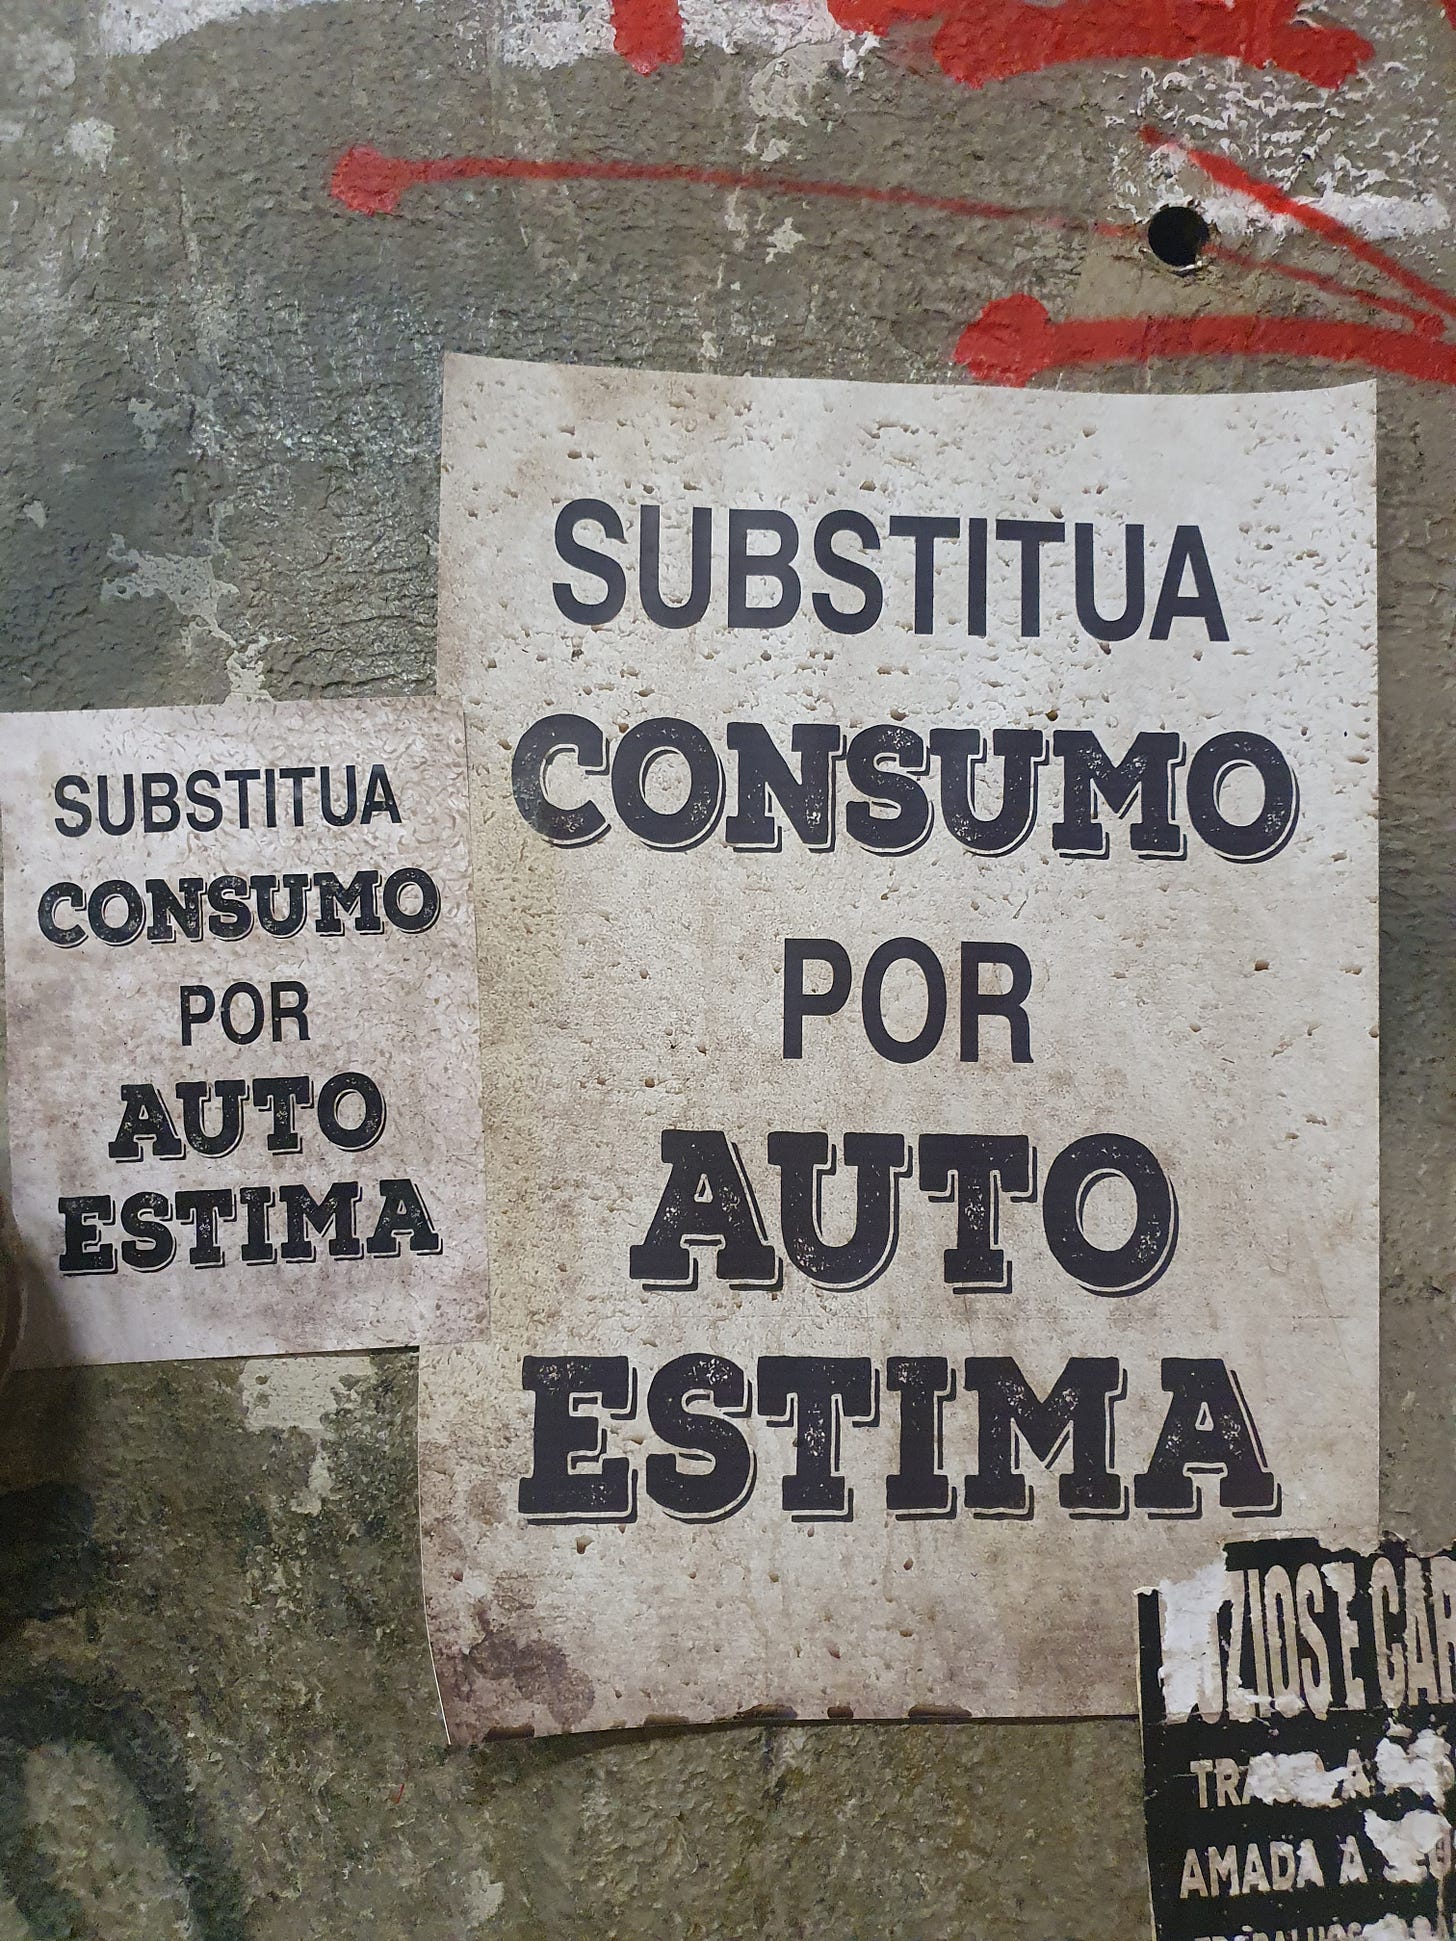 SUBSTITUA
CONSUMO
POR
AUTO
ESTIMA
SUBSTITUA
CONSUMO
POR
AUTO
ESTIMA
E
AMADA A